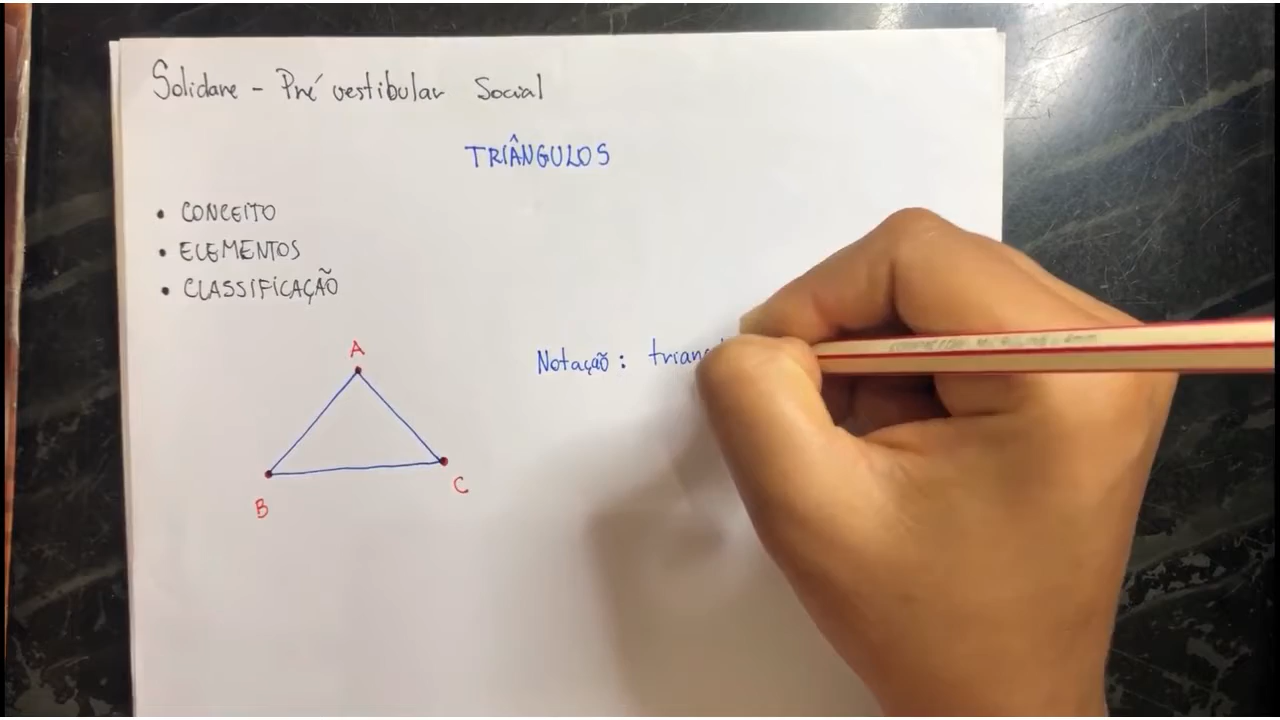 Solidare - Pré vestibular Social
TRIÂNGULOS
• CONCEITO
• ELEMENTOS
• CLASSIFICAÇÃO
A
Notação:
B
C